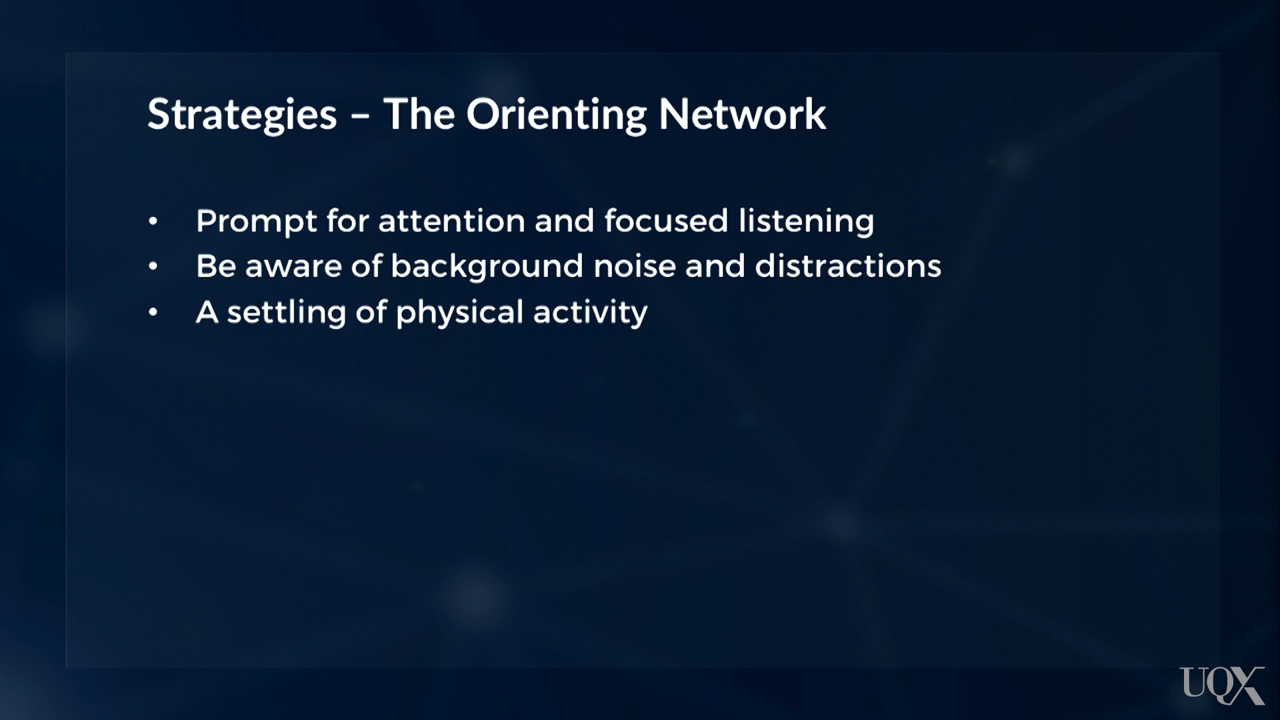 Strategies – The Orienting Network
• Prompt for attention and focused listening
• Be aware of background noise and distractions
• A settling of physical activity
UQX